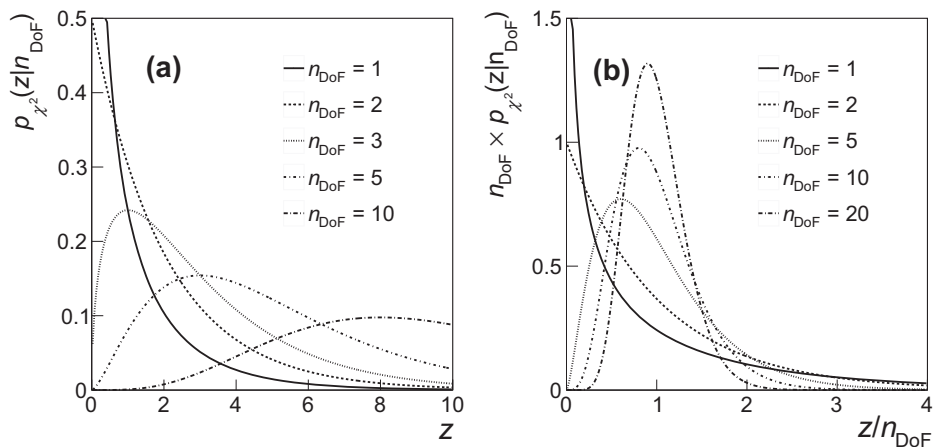 p_χ²(z|n_DoF)
0.5
0.4
0.3
0.2
0.1
0
(a)
n_DoF = 1
n_DoF = 2
n_DoF = 3
n_DoF = 5
n_DoF = 10
0 2 4 6 8 10
z
n_DoF × p_χ²(z|n_DoF)
1.5
1
0.5
0
(b)
n_DoF = 1
n_DoF = 2
n_DoF = 5
n_DoF = 10
n_DoF = 20
0 1 2 3 4
z/n_DoF